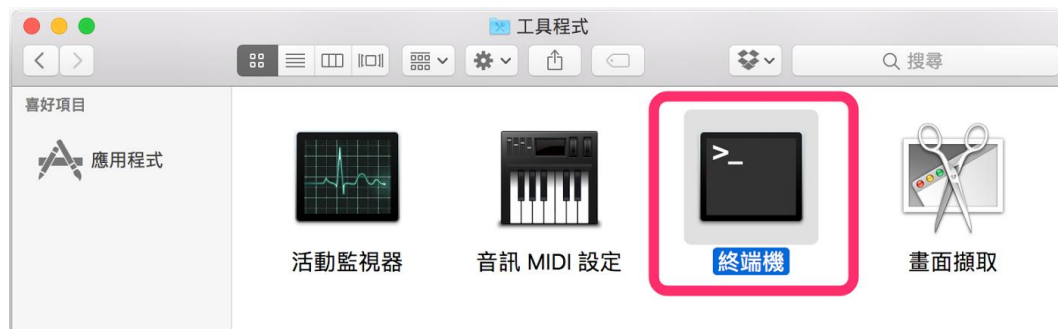 工具程式
搜尋
喜好項目
應用程式
>_
活動監視器
音訊 MIDI 設定
終端機
畫面擷取